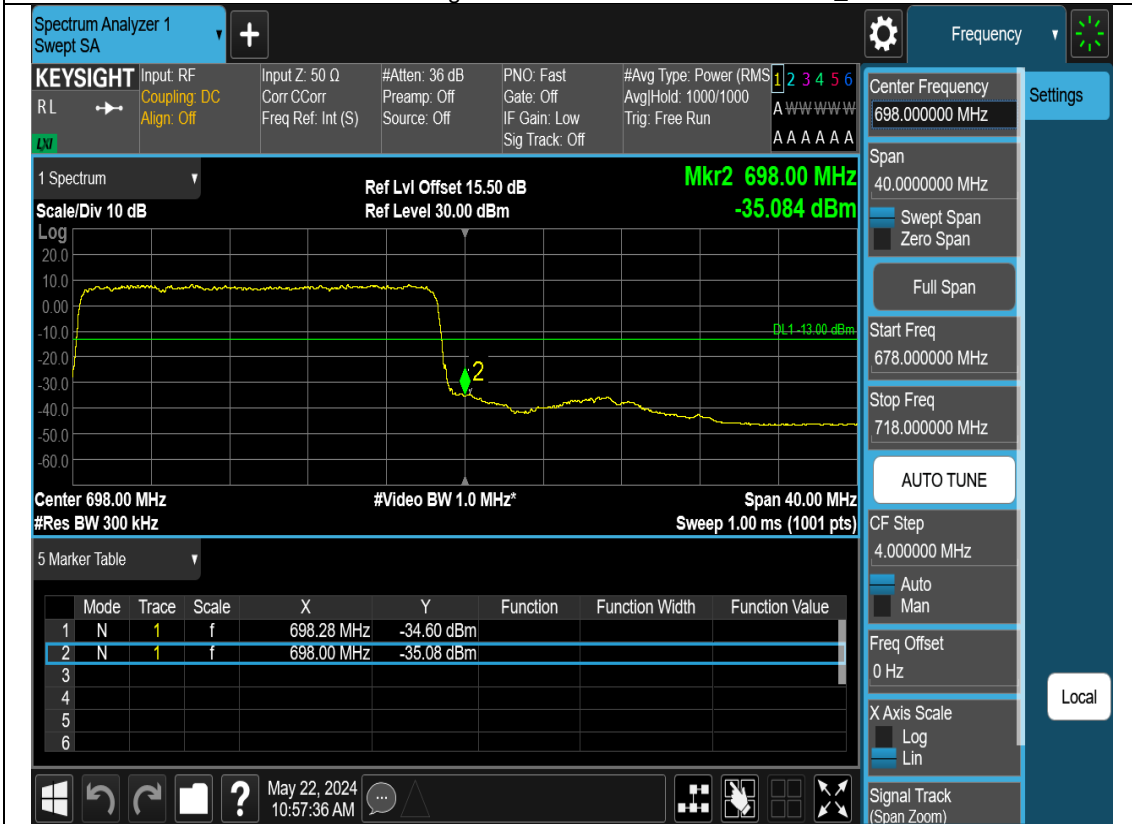 Spectrum Analyzer 1
Swept SA
+
Frequency
KEYSIGHT
RL
LXI
Input: RF
Coupling: DC
Align: Off
Input Z: 50 Ω
Corr CCorr
Freq Ref: Int (S)
#Atten: 36 dB
Preamp: Off
Source: Off
PNO: Fast
Gate: Off
IF Gain: Low
Sig Track: Off
#Avg Type: Power (RMS
Avg|Hold: 1000/1000
Trig: Free Run
1 2 3 4 5 6
A W W W W W
A A A A A A
1 Spectrum
Scale/Div 10 dB
Ref Lvl Offset 15.50 dB
Ref Level 30.00 dBm
Mkr2 698.00 MHz
-35.084 dBm
Log
20.0
10.0
0.00
-10.0
-20.0
-30.0
-40.0
-50.0
-60.0
DL1 -13.00 dBm
2
Center 698.00 MHz
#Res BW 300 kHz
#Video BW 1.0 MHz*
Span 40.00 MHz
Sweep 1.00 ms (1001 pts)
5 Marker Table
Mode Trace Scale X Y Function Function Width Function Value
1 N 1 f 698.28 MHz -34.60 dBm
2 N 1 f 698.00 MHz -35.08 dBm
3
4
5
6
?
May 22, 2024
10:57:36 AM
Center Frequency
698.000000 MHz
Span
40.0000000 MHz
Swept Span
Zero Span
Full Span
Start Freq
678.000000 MHz
Stop Freq
718.000000 MHz
AUTO TUNE
CF Step
4.000000 MHz
Auto
Man
Freq Offset
0 Hz
X Axis Scale
Log
Lin
Signal Track
(Span Zoom)
Settings
Local